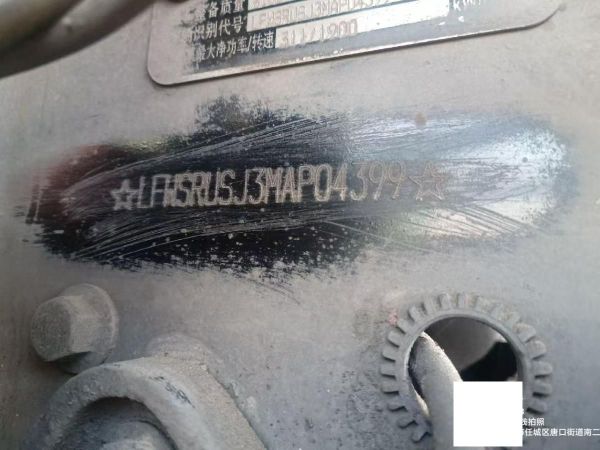 备质量
识别代号
最大净功率/转速 311/1900
☆LFWSRUSJ3MAP04399☆
拍照
任城区唐口街道南二